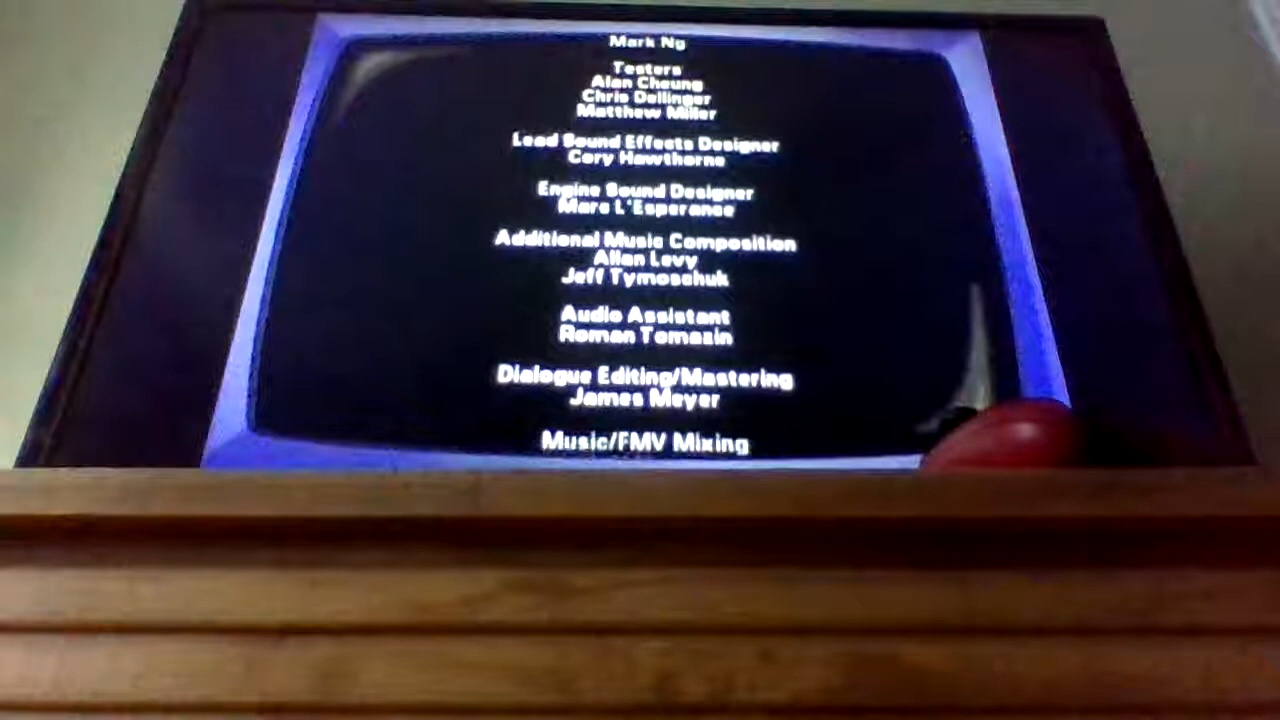 Mark Ng
Testers
Alan Cheung
Chris Dellinger
Matthew Miller
Lead Sound Effects Designer
Cory Hawthorne
Engine Sound Designer
Marc L'Esperance
Additional Music Composition
Allan Levy
Jeff Tymoschuk
Audio Assistant
Roman Tomazin
Dialogue Editing/Mastering
James Meyer
Music/FMV Mixing